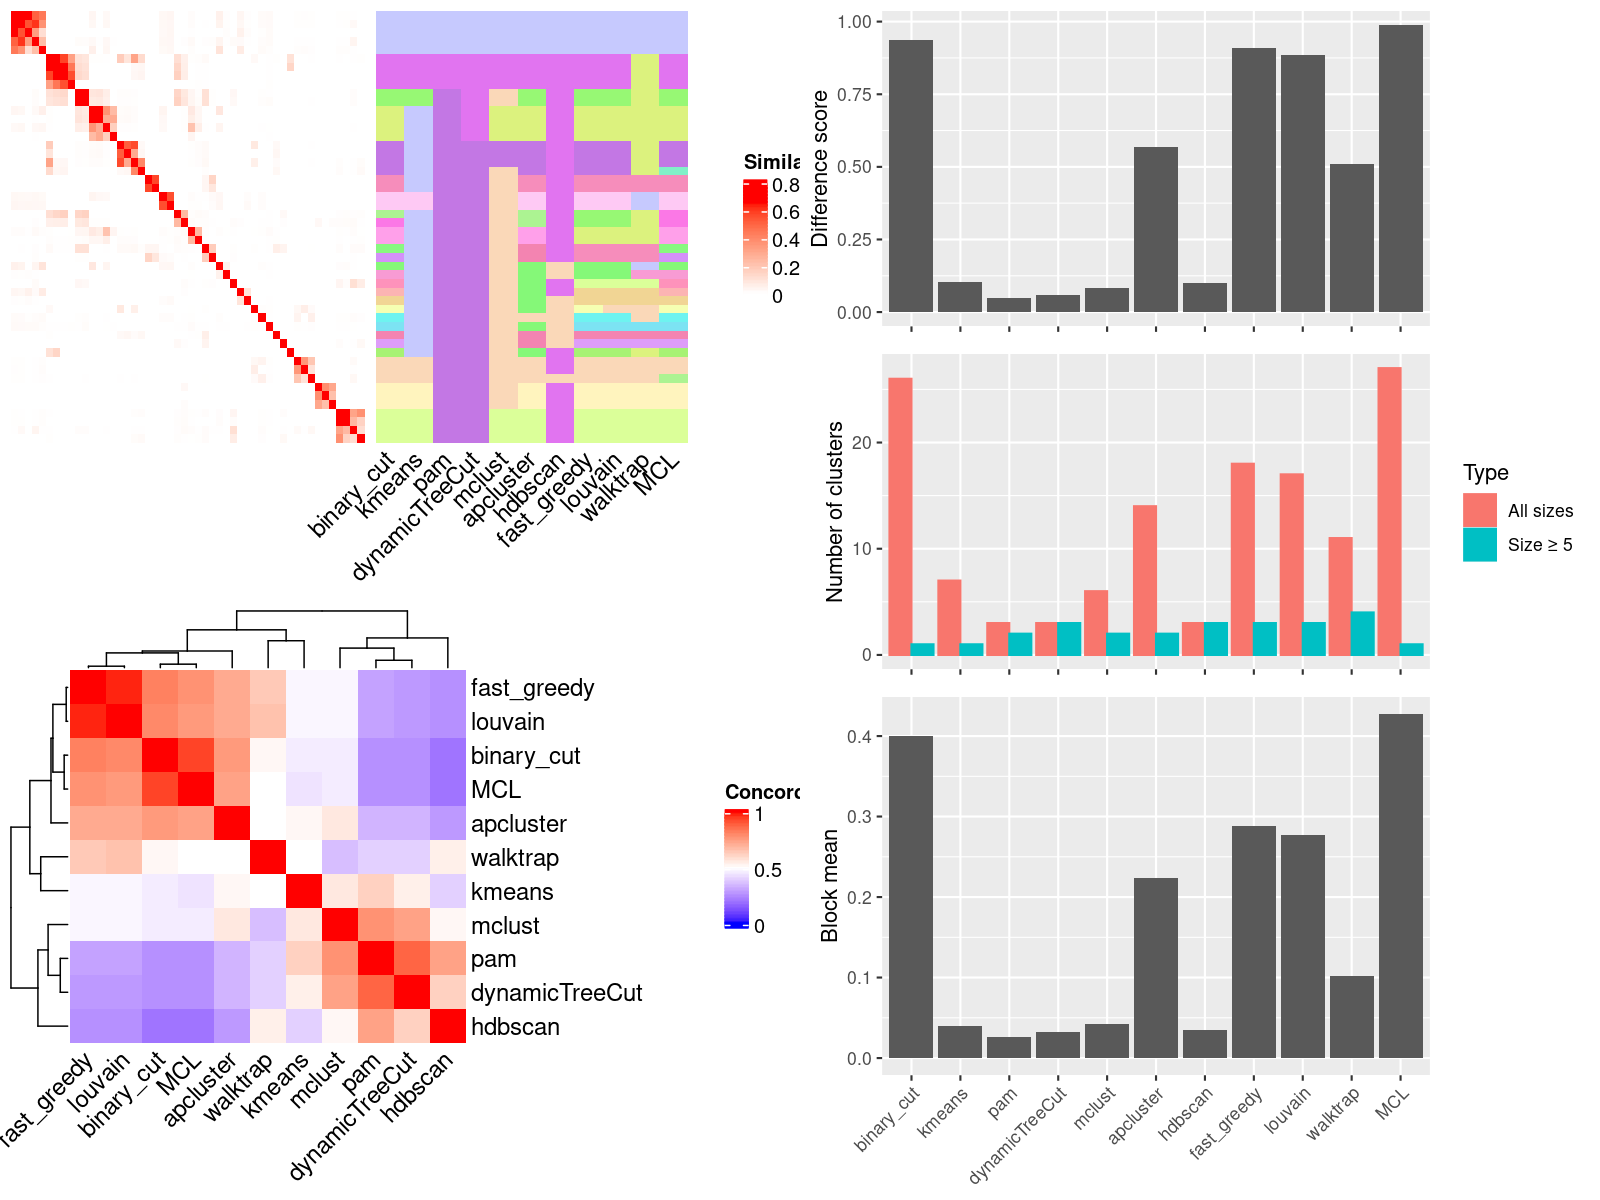 Simila
0.8
0.6
0.4
0.2
0
binary_cut
kmeans
pam
dynamicTreeCut
mclust
apcluster
hdbscan
fast_greedy
louvain
walktrap
MCL
fast_greedy
louvain
binary_cut
MCL
apcluster
walktrap
kmeans
mclust
pam
dynamicTreeCut
hdbscan
Concord
1
0.5
0
fast_greedy
louvain
binary_cut
MCL
apcluster
walktrap
kmeans
mclust
pam
dynamicTreeCut
hdbscan
Difference score
1.00
0.75
0.50
0.25
0.00
Number of clusters
20
10
0
Type
All sizes
Size ≥ 5
Block mean
0.4
0.3
0.2
0.1
0.0
binary_cut
kmeans
pam
dynamicTreeCut
mclust
apcluster
hdbscan
fast_greedy
louvain
walktrap
MCL